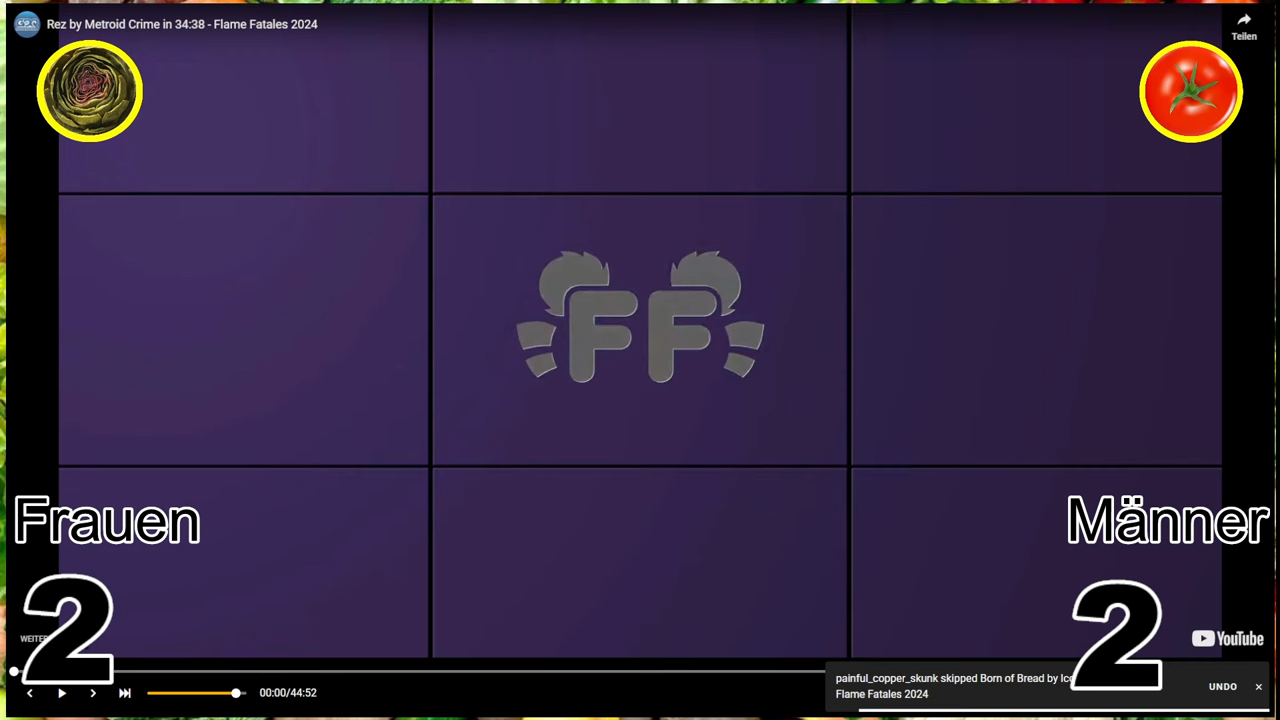 Rez by Metroid Crime in 34:38 - Flame Fatales 2024
Teilen
FF
Frauen
Männer
2
2
WEITER
YouTube
00:00/44:52
painful_copper_skunk skipped Born of Bread by
Flame Fatales 2024
UNDO